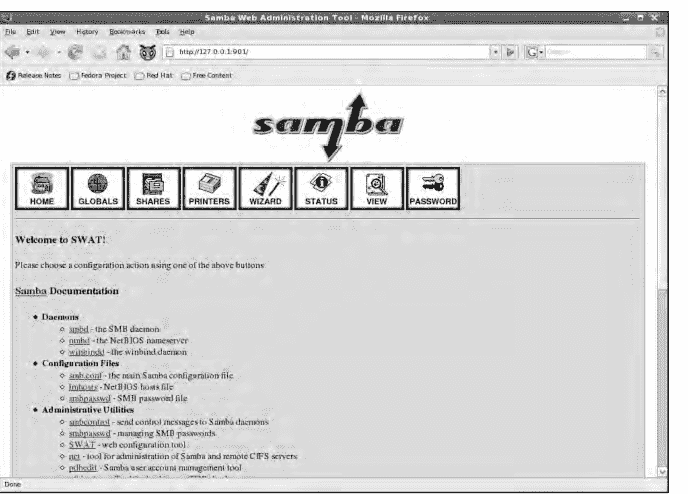 Samba Web Administration Tool - Mozilla Firefox
File Edit View History Bookmarks Tools Help
http://127.0.0.1:901/
G
Release Notes Fedora Project Red Hat Free Content
samba
HOME GLOBALS SHARES PRINTERS WIZARD STATUS VIEW PASSWORD
Welcome to SWAT!
Please choose a configuration action using one of the above buttons
Samba Documentation
Daemons
smbd - the SMB daemon
nmbd - the NetBIOS nameserver
winbindd - the winbind daemon
Configuration Files
smb.conf - the main Samba configuration file
lmhosts - NetBIOS hosts file
smbpasswd - SMB password file
Administrative Utilities
smbcontrol - send control messages to Samba daemons
smbpasswd - managing SMB passwords
SWAT - web configuration tool
net - tool for administration of Samba and remote CIFS servers
pdbedit - Samba user account management tool
Done